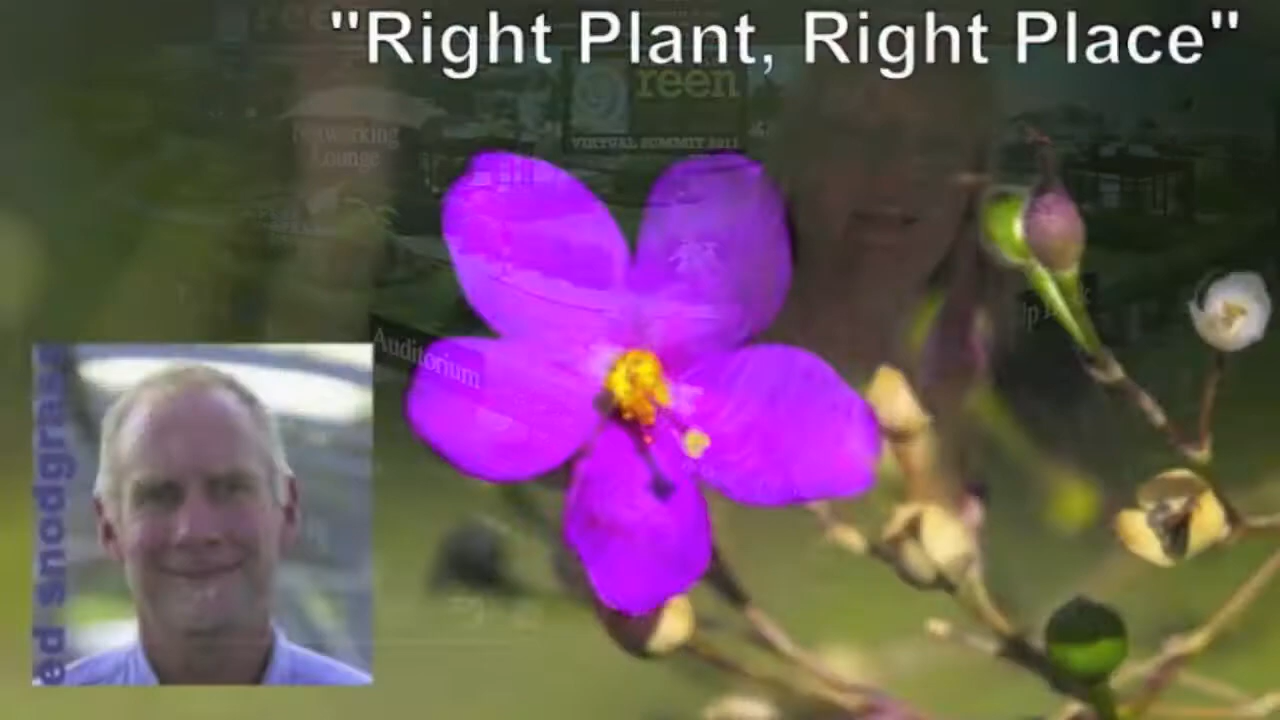 "Right Plant, Right Place"
reen
VIRTUAL SUMMIT 2011
Networking
Lounge
Auditorium
ed snodgrass